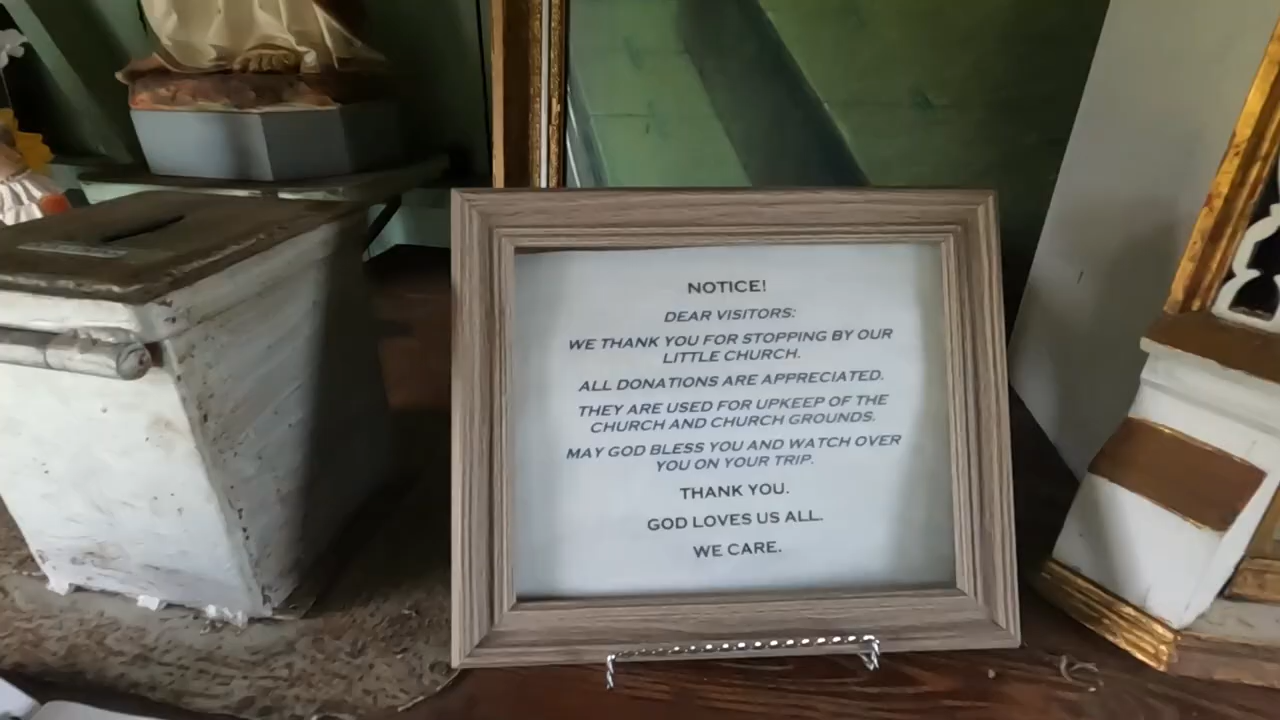 NOTICE!
DEAR VISITORS:
WE THANK YOU FOR STOPPING BY OUR
LITTLE CHURCH.
ALL DONATIONS ARE APPRECIATED.
THEY ARE USED FOR UPKEEP OF THE
CHURCH AND CHURCH GROUNDS.
MAY GOD BLESS YOU AND WATCH OVER
YOU ON YOUR TRIP.
THANK YOU.
GOD LOVES US ALL.
WE CARE.